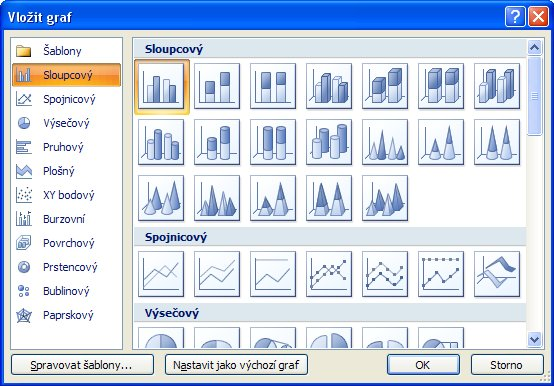 Vložit graf
Šablony
Sloupcový
Spojnicový
Výsečový
Pruhový
Plošný
XY bodový
Burzovní
Povrchový
Prstencový
Bublinový
Paprskový
Sloupcový
Spojnicový
Výsečový
Spravovat šablony...
Nastavit jako výchozí graf
OK
Storno